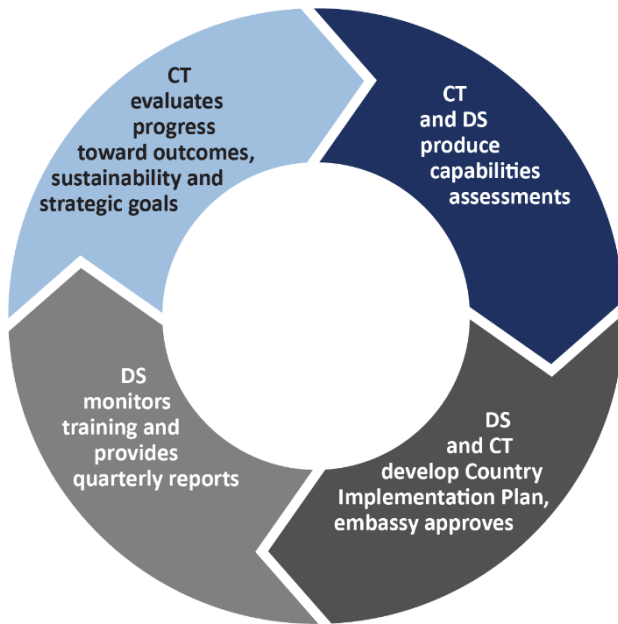 CT
evaluates
progress
toward outcomes,
sustainability and
strategic goals
CT
and DS
produce
capabilities
assessments
DS
and CT
develop Country
Implementation Plan,
embassy approves
DS
monitors
training and
provides
quarterly reports